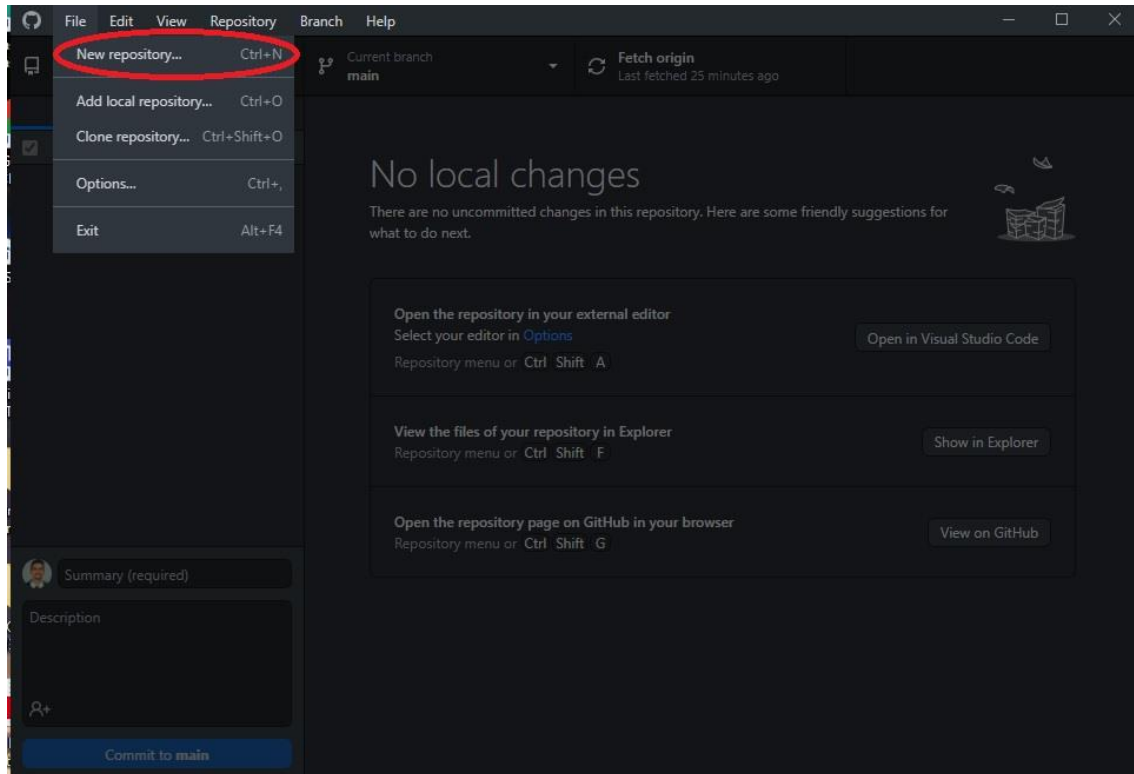 File Edit View Repository Branch Help
New repository... Ctrl+N
Add local repository... Ctrl+O
Clone repository... Ctrl+Shift+O
Options... Ctrl+,
Exit Alt+F4
Current branch
main
Fetch origin
Last fetched 25 minutes ago
No local changes
There are no uncommitted changes in this repository. Here are some friendly suggestions for
what to do next.
Open the repository in your external editor
Select your editor in Options
Repository menu or Ctrl Shift A
Open in Visual Studio Code
View the files of your repository in Explorer
Repository menu or Ctrl Shift F
Show in Explorer
Open the repository page on GitHub in your browser
Repository menu or Ctrl Shift G
View on GitHub
Summary (required)
Description
Commit to main